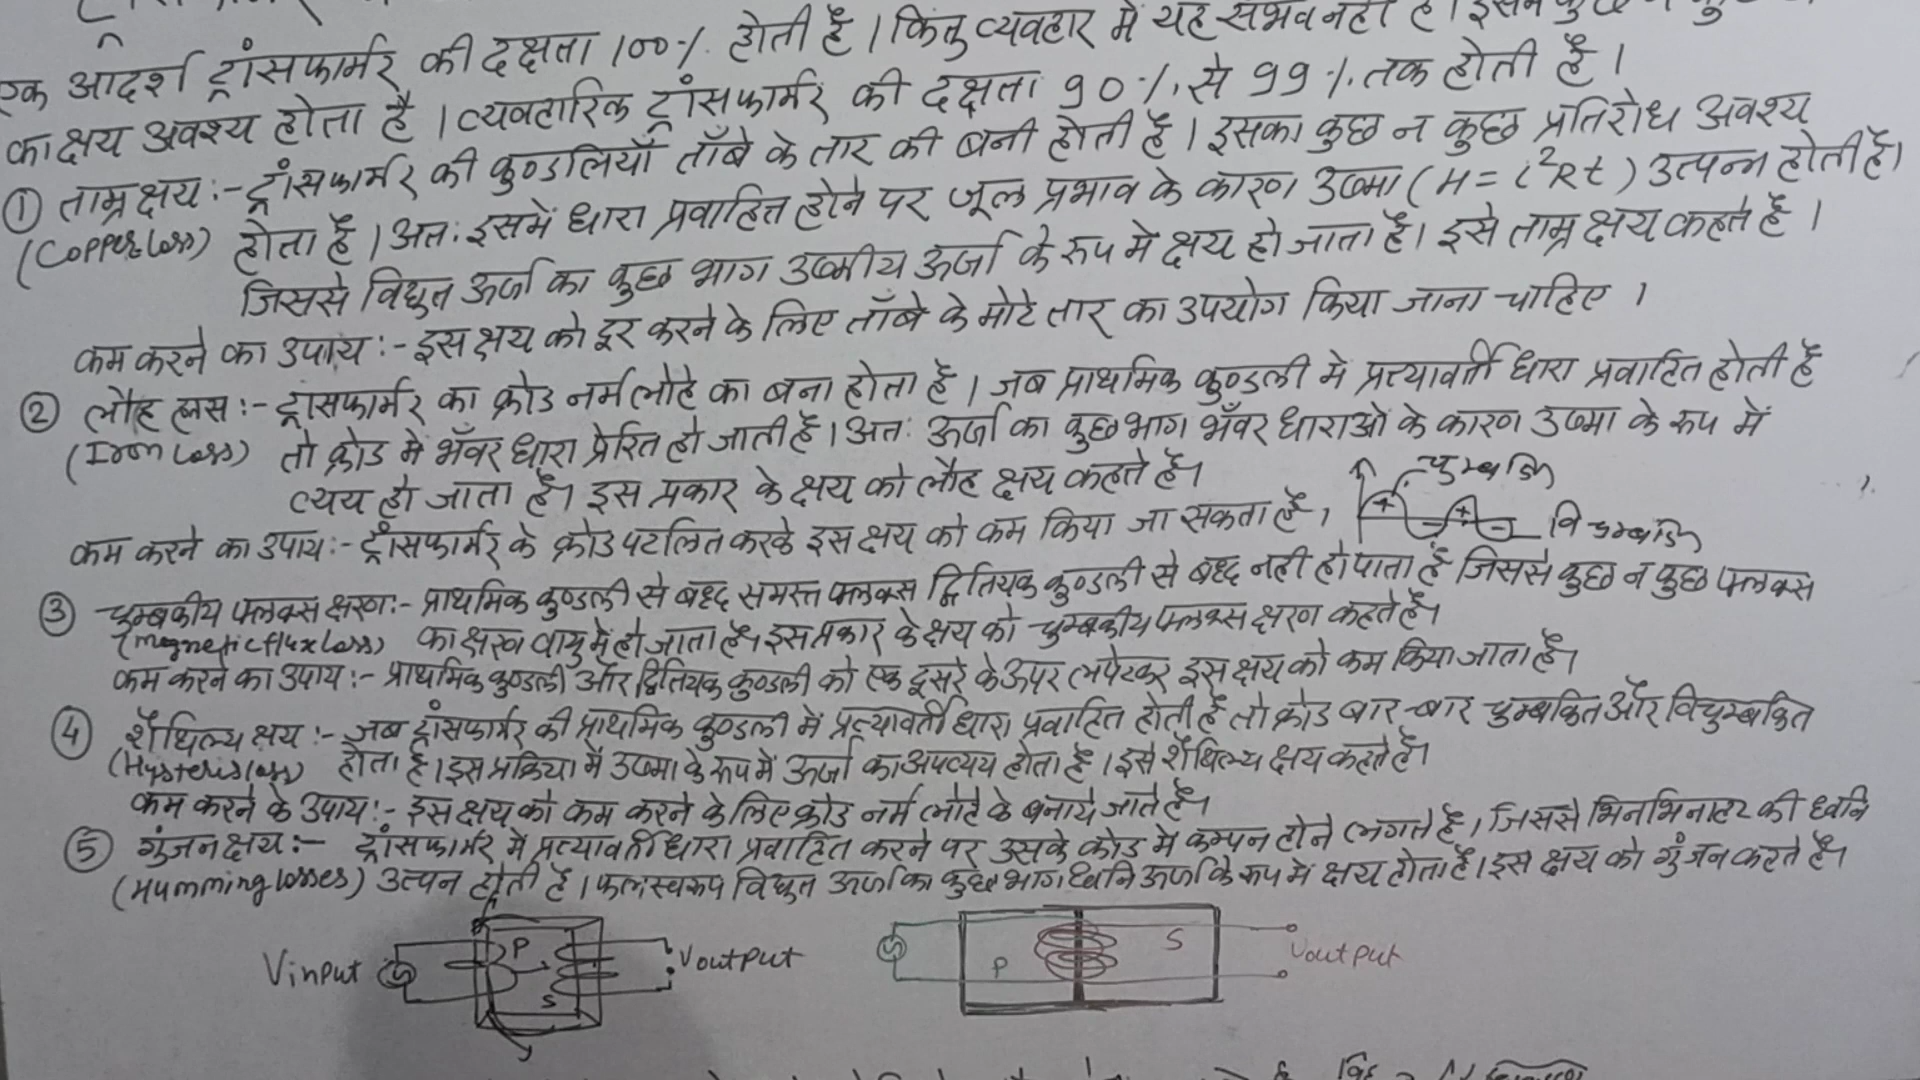 एक आदर्श ट्रांसफार्मर की दक्षता 100% होती है। किंतु व्यवहार में यह संभव नही है। इसमें कुछ न कुछ
का क्षय अवश्य होता है। व्यवहारिक ट्रांसफार्मर की दक्षता 90% से 99% तक होती है।
① ताम्रक्षय:- ट्रांसफार्मर की कुण्डलियाँ ताँबे के तार की बनी होती है। इसका कुछ न कुछ प्रतिरोध अवश्य
(Copper Loss) होता है। अत: इसमें धारा प्रवाहित होने पर जूल प्रभाव के कारण उष्मा (H = i²Rt) उत्पन्न होती है।
जिससे विद्युत ऊर्जा का कुछ भाग उष्मीय ऊर्जा के रूप मे क्षय हो जाता है। इसे ताम्र क्षय कहते है।
कम करने का उपाय:- इस क्षय को दूर करने के लिए ताँबे के मोटे तार का उपयोग किया जाना चाहिए।
② लौह ह्रास:- ट्रांसफार्मर का क्रोड नर्म लोहे का बना होता है। जब प्राथमिक कुण्डली मे प्रत्यावर्ती धारा प्रवाहित होती है
(Iron Loss) तो क्रोड मे भँवर धारा प्रेरित हो जाती है। अत: ऊर्जा का कुछ भाग भँवर धाराओ के कारण उष्मा के रूप में
व्यय हो जाता है। इस प्रकार के क्षय को लौह क्षय कहते है।
कम करने का उपाय:- ट्रांसफार्मर के क्रोड पटलित करके इस क्षय को कम किया जा सकता है।
+ +
③ चुम्बकीय फ्लक्स क्षरण:- प्राथमिक कुण्डली से बध्द समस्त फ्लक्स द्वितियक कुण्डली से बध्द नही हो पाता है जिससे कुछ न कुछ फ्लक्स
(magnetic flux loss) का क्षरण वायु में हो जाता है। इस प्रकार के क्षय को चुम्बकीय फ्लक्स क्षरण कहते है।
कम करने का उपाय:- प्राथमिक कुण्डली और द्वितियक कुण्डली को एक दूसरे के ऊपर लपेटकर इस क्षय को कम किया जाता है।
④ शैथिल्य क्षय:- जब ट्रांसफार्मर की प्राथमिक कुण्डली में प्रत्यावर्ती धारा प्रवाहित होती है तो क्रोड बार-बार चुम्बकित और विचुम्बकित
होता है। इस प्रक्रिया में उष्मा के रूप में ऊर्जा का अपव्यय होता है। इसे शैथिल्य क्षय कहते है।
कम करने के उपाय:- इस क्षय को कम करने के लिए क्रोड नर्म लोहे के बनाये जाते है।
⑤ गुंजन क्षय:- ट्रांसफार्मर में प्रत्यावर्ती धारा प्रवाहित करने पर उसके क्रोड मे कम्पन होने लगते है, जिससे भिनभिनाहट की ध्वनि
(Humming losses) उत्पन होती है। फलस्वरूप विद्युत ऊर्जा का कुछ भाग ध्वनि ऊर्जा के रूप में क्षय होता है। इस क्षय को गुंजन कहते है।
Vinput P S Voutput
P S Voutput